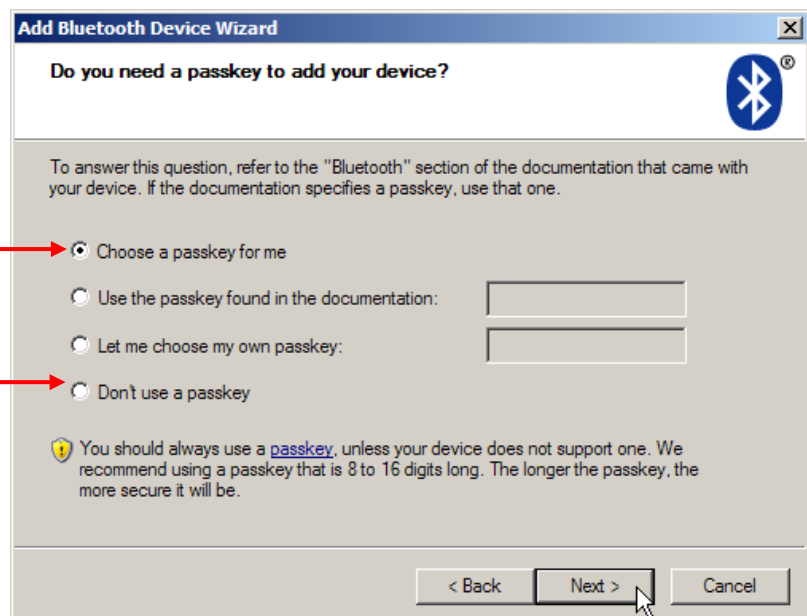 Add Bluetooth Device Wizard
Do you need a passkey to add your device?
®
To answer this question, refer to the "Bluetooth" section of the documentation that came with
your device. If the documentation specifies a passkey, use that one.
Choose a passkey for me
Use the passkey found in the documentation:
Let me choose my own passkey:
Don't use a passkey
You should always use a passkey, unless your device does not support one. We
recommend using a passkey that is 8 to 16 digits long. The longer the passkey, the
more secure it will be.
< Back Next > Cancel